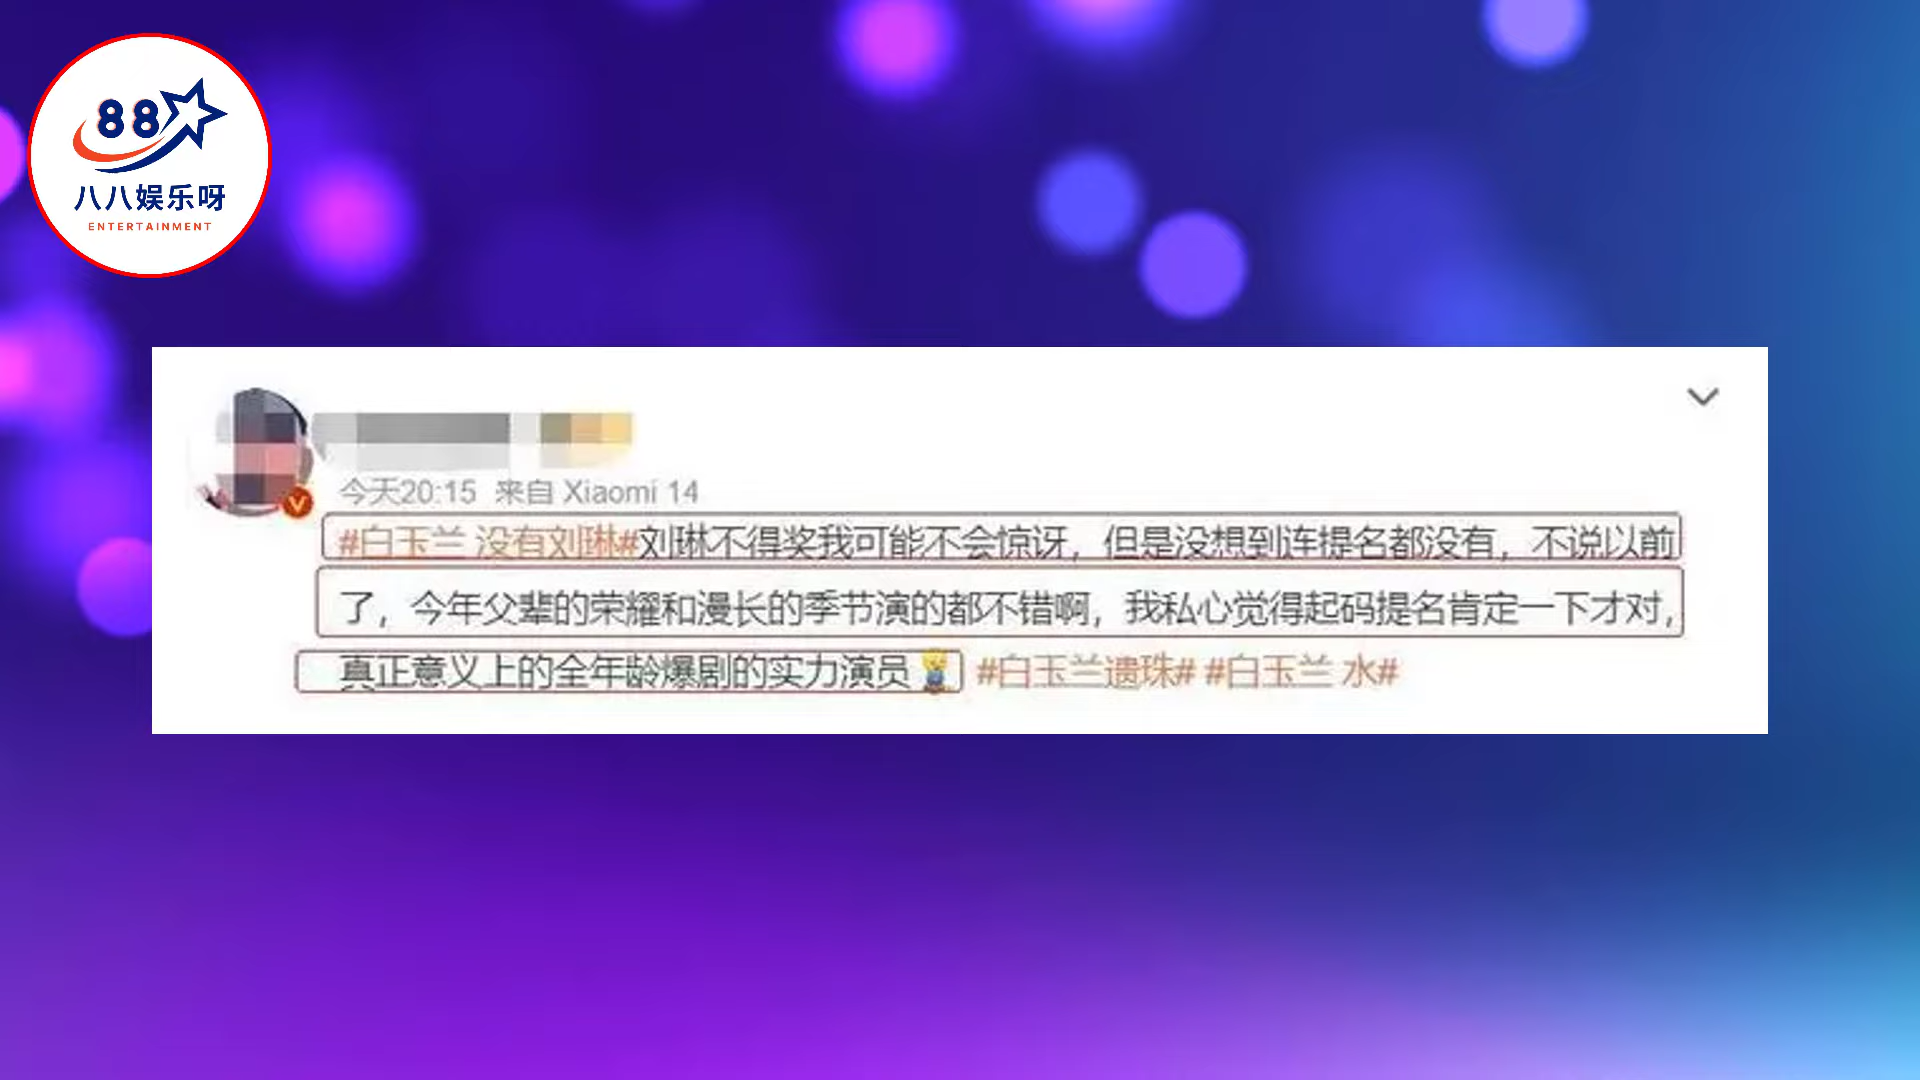 88
八八娱乐呀
ENTERTAINMENT
今天20:15 来自 Xiaomi 14
#白玉兰 没有刘琳#刘琳不得奖我可能不会惊讶，但是没想到连提名都没有，不说以前
了，今年父辈的荣耀和漫长的季节演的都不错啊，我私心觉得起码提名肯定一下才对，
真正意义上的全年龄爆剧的实力演员 #白玉兰遗珠# #白玉兰 水#